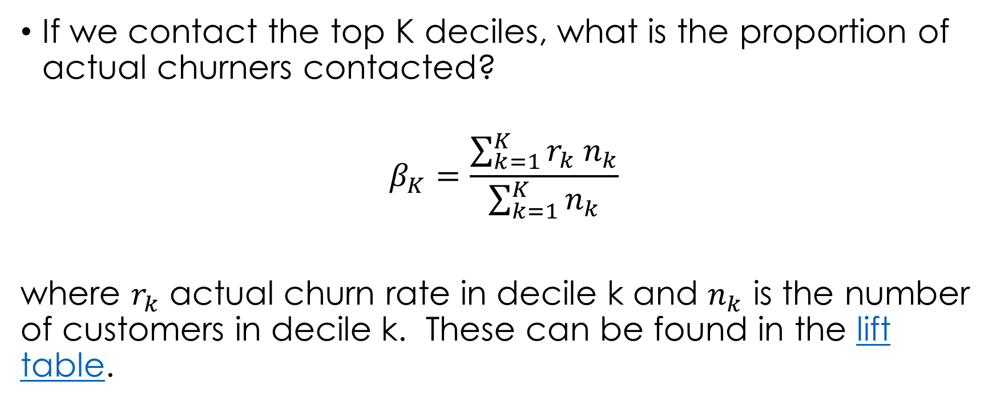 • If we contact the top K deciles, what is the proportion of
actual churners contacted?
$\beta_K = \frac{\sum_{k=1}^{K} r_k \, n_k}{\sum_{k=1}^{K} n_k}$
where $r_k$ actual churn rate in decile k and $n_k$ is the number
of customers in decile k.  These can be found in the lift
table.